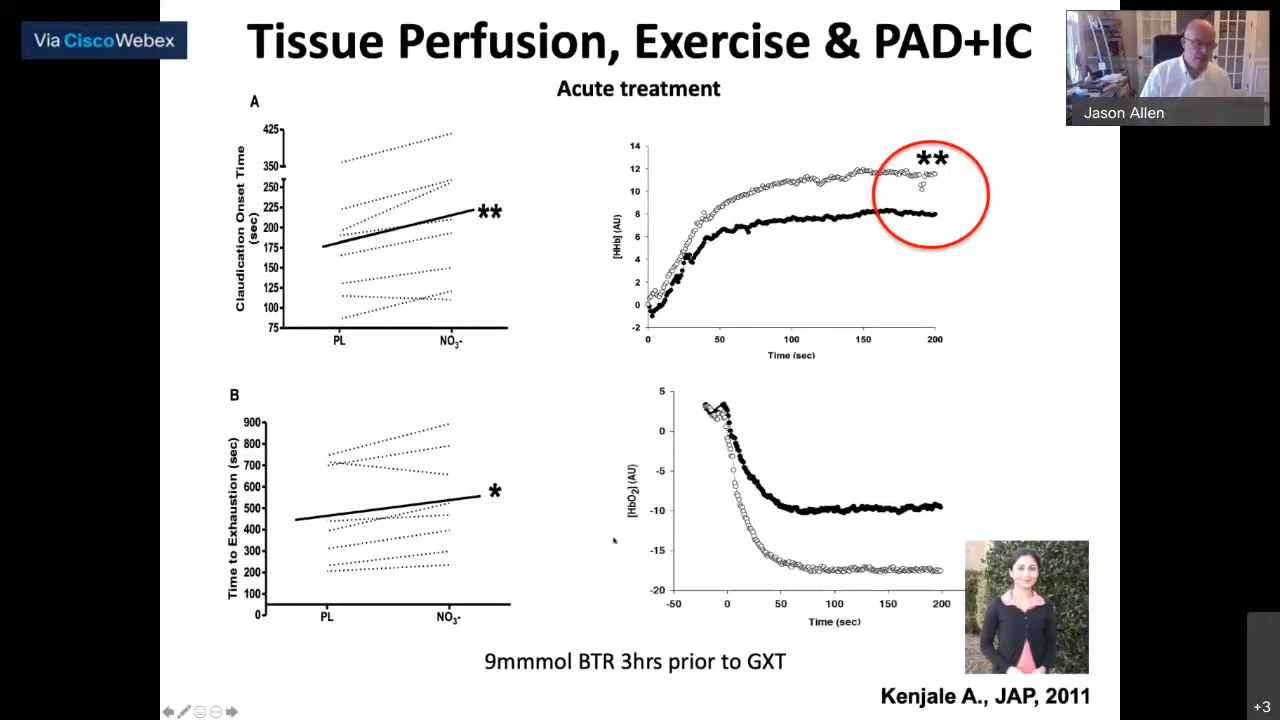 Via CiscoWebex
Tissue Perfusion, Exercise & PAD+IC
Acute treatment
Jason Allen
A
Claudication Onset Time
(sec)
425
350
250
225
200
175
150
125
100
75
**
PL
NO₃-
[HHb] (AU)
14
12
10
8
6
4
2
0
-2
**
0
50
100
150
200
Time (sec)
B
Time to Exhaustion (sec)
900
800
700
600
500
400
300
200
100
0
*
PL
NO₃-
[HbO₂] (AU)
5
0
-5
-10
-15
-20
-50
0
50
100
150
200
Time (sec)
9mmmol BTR 3hrs prior to GXT
Kenjale A., JAP, 2011
+3